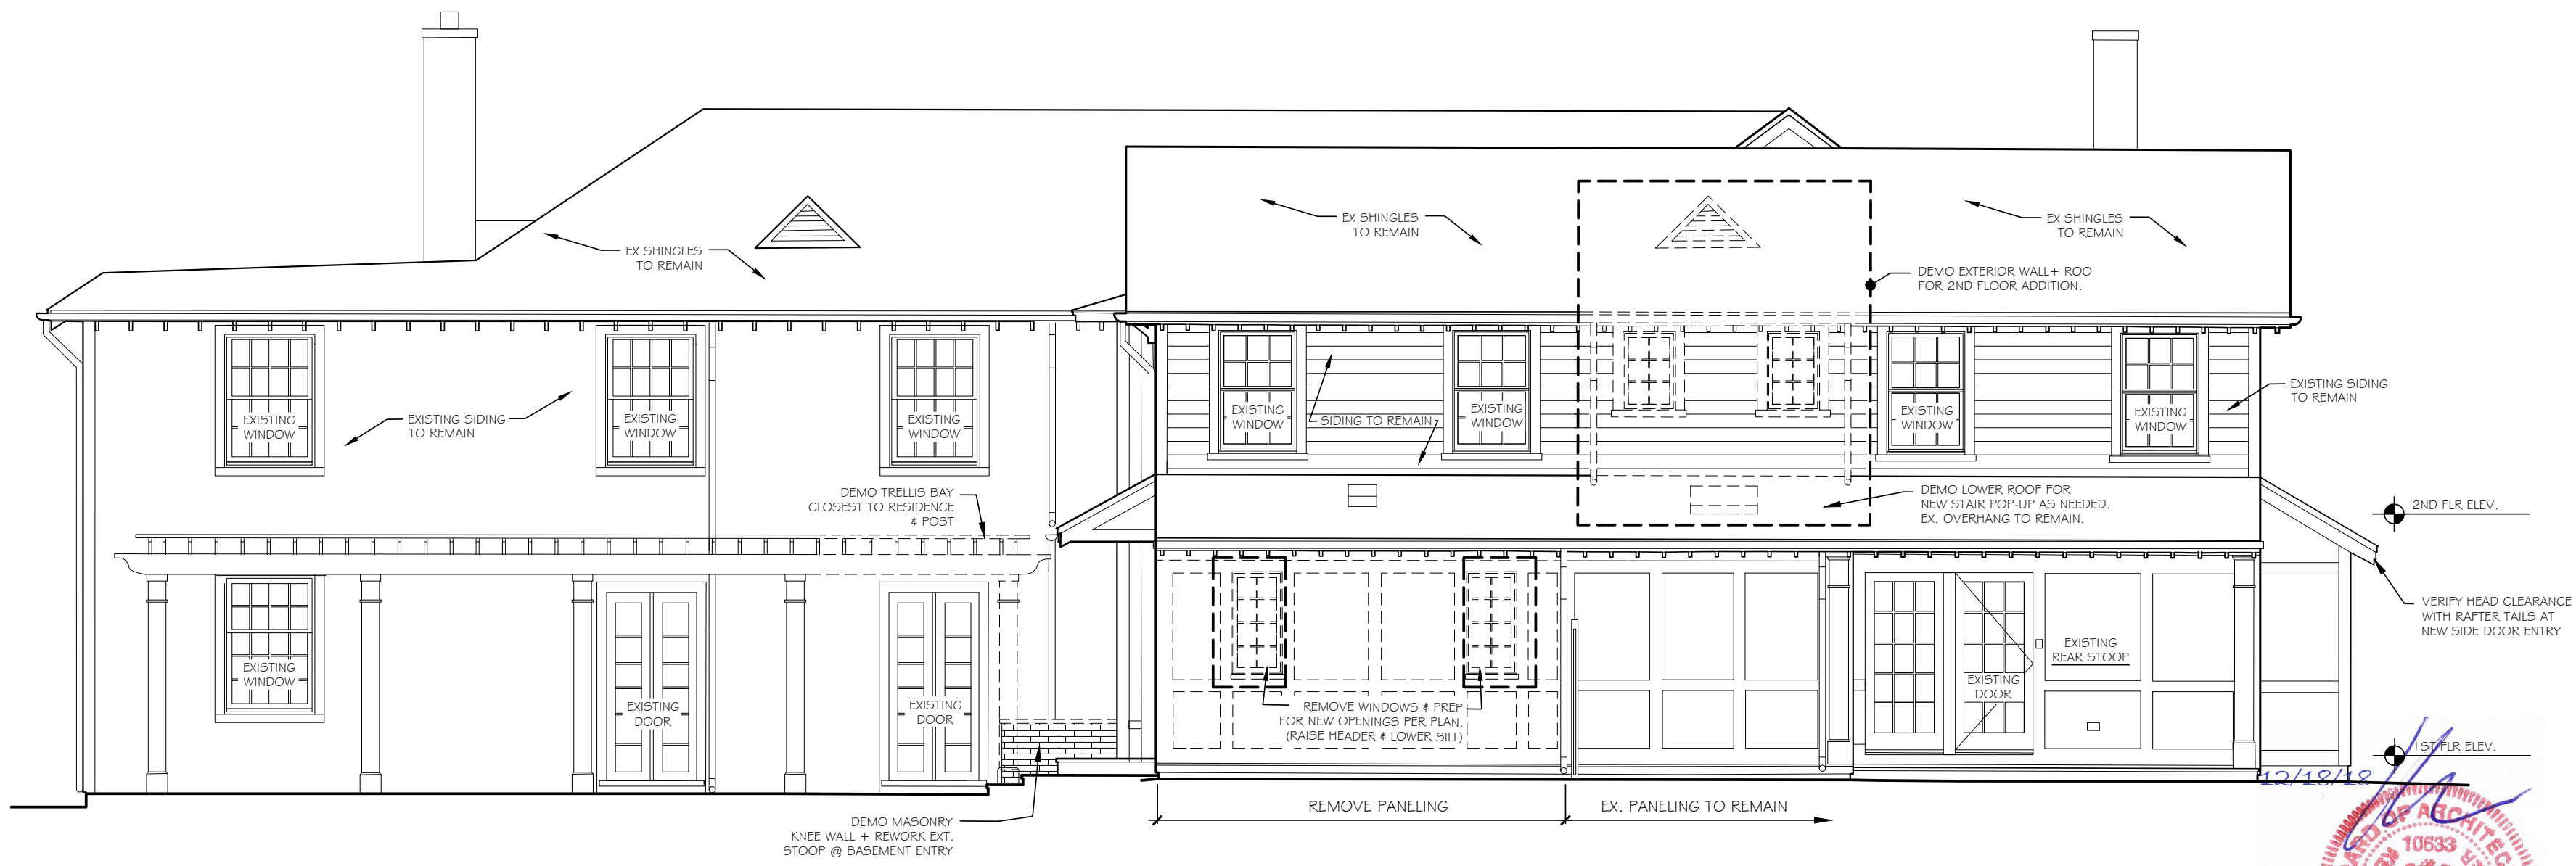 EX SHINGLES
TO REMAIN
EX SHINGLES
TO REMAIN
EX SHINGLES
TO REMAIN
DEMO EXTERIOR WALL+ ROO
FOR 2ND FLOOR ADDITION.
EXISTING
WINDOW
EXISTING SIDING
TO REMAIN
EXISTING
WINDOW
EXISTING
WINDOW
EXISTING
WINDOW
SIDING TO REMAIN
EXISTING
WINDOW
EXISTING
WINDOW
EXISTING
WINDOW
EXISTING SIDING
TO REMAIN
DEMO TRELLIS BAY
CLOSEST TO RESIDENCE
& POST
DEMO LOWER ROOF FOR
NEW STAIR POP-UP AS NEEDED.
EX. OVERHANG TO REMAIN.
2ND FLR ELEV.
VERIFY HEAD CLEARANCE
WITH RAFTER TAILS AT
NEW SIDE DOOR ENTRY
EXISTING
WINDOW
EXISTING
DOOR
EXISTING
DOOR
REMOVE WINDOWS & PREP
FOR NEW OPENINGS PER PLAN.
(RAISE HEADER & LOWER SILL)
EXISTING
DOOR
EXISTING
REAR STOOP
1ST FLR ELEV.
12/18/18
REMOVE PANELING
EX. PANELING TO REMAIN
DEMO MASONRY
KNEE WALL + REWORK EXT.
STOOP @ BASEMENT ENTRY
OF ARCHITEC
10633